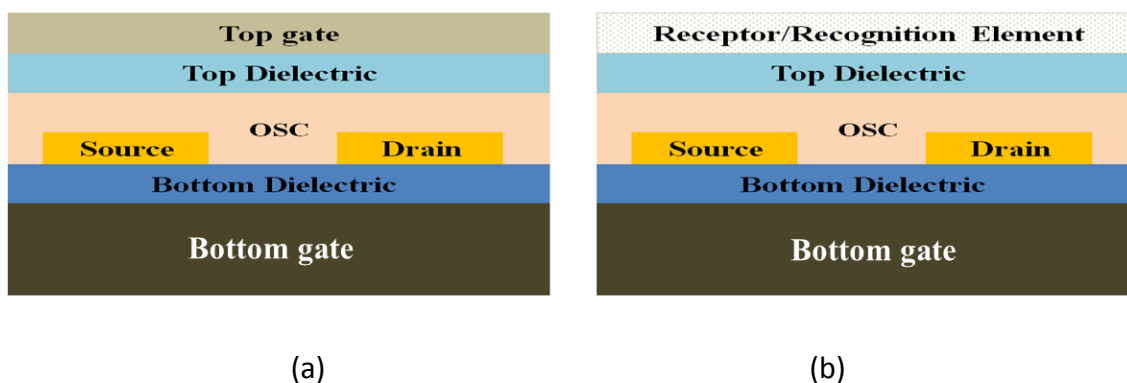 Top gate
Top Dielectric
OSC
Source
Drain
Bottom Dielectric
Bottom gate
(a)
Receptor/Recognition Element
Top Dielectric
OSC
Source
Drain
Bottom Dielectric
Bottom gate
(b)